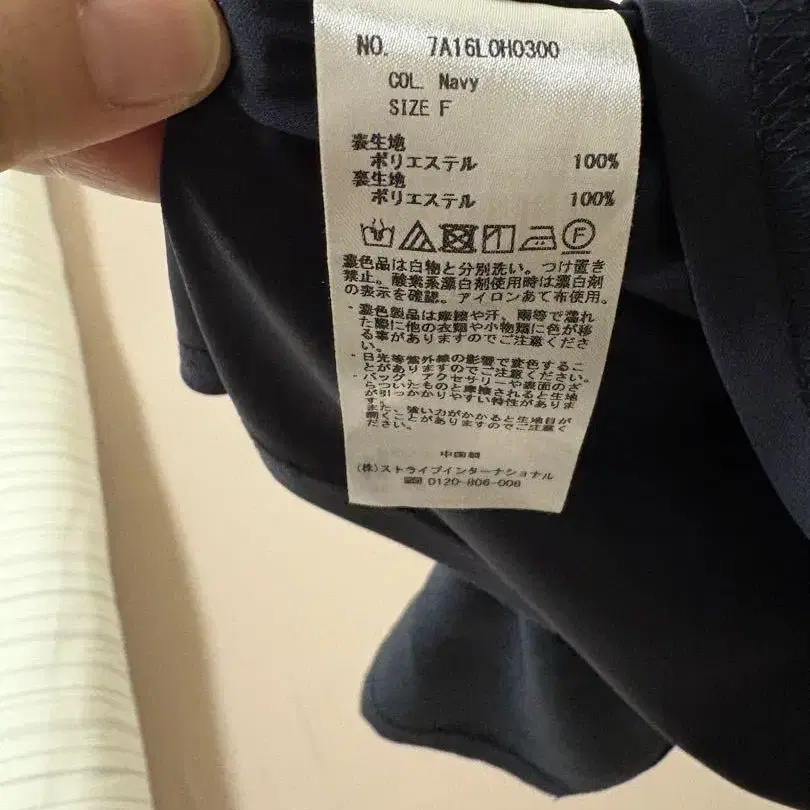 NO. 7A16L0H0300
COL. Navy
SIZE F
表生地
ポリエステル 100%
裏生地
ポリエステル 100%
F
濃色品は白物と分別洗い。つけ置き
禁止。酸素系漂白剤使用時は漂白剤
の表示を確認。アイロンあて布使用。
・濃色製品は摩擦や汗、雨等で濡れ
た際に他の衣類や小物類に色が移
る事がありますのでご注意くださ
い。
・日光等紫外線の影響で変色するこ
とがありますのでご注意ください。
・バッグ、アクセサリーや表面のざ
らついたものと摩擦されると生地
が引っかかりやすい特性がありま
す。
また、強い力がかかると生地目が
開くことがありますのでご注意く
ださい。
中国製
(株)ストライプインターナショナル
0120-806-008